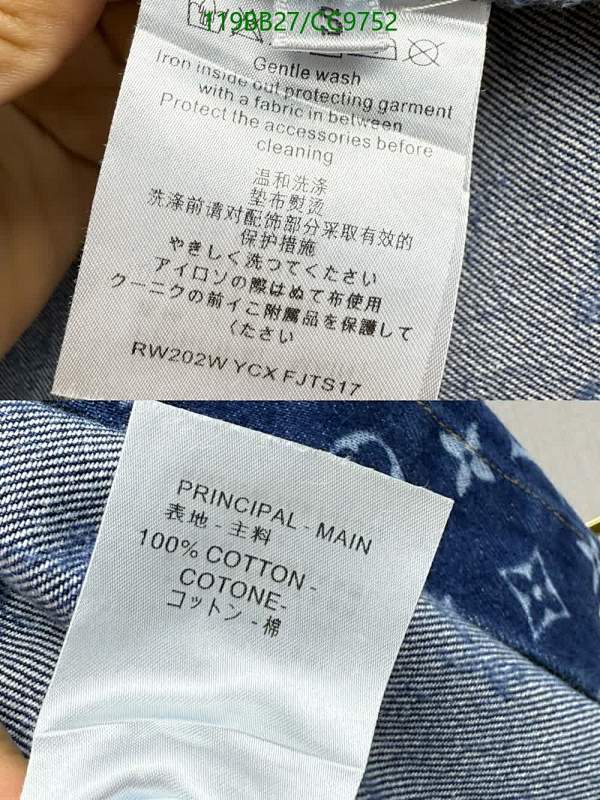 119BB27/CC9752
S
Gentle wash
Iron inside out protecting garment
with a fabric in between
Protect the accessories before
cleaning
温和洗涤
垫布熨烫
洗涤前请对配饰部分采取有效的
保护措施
やきしく洗つてください
アイロソの際はぬて布使用
クーニクの前イこ附属品を保護して
ください
RW202W YCX FJTS17
PRINCIPAL - MAIN
表地 - 主料
100% COTTON -
COTONE-
コットン - 棉